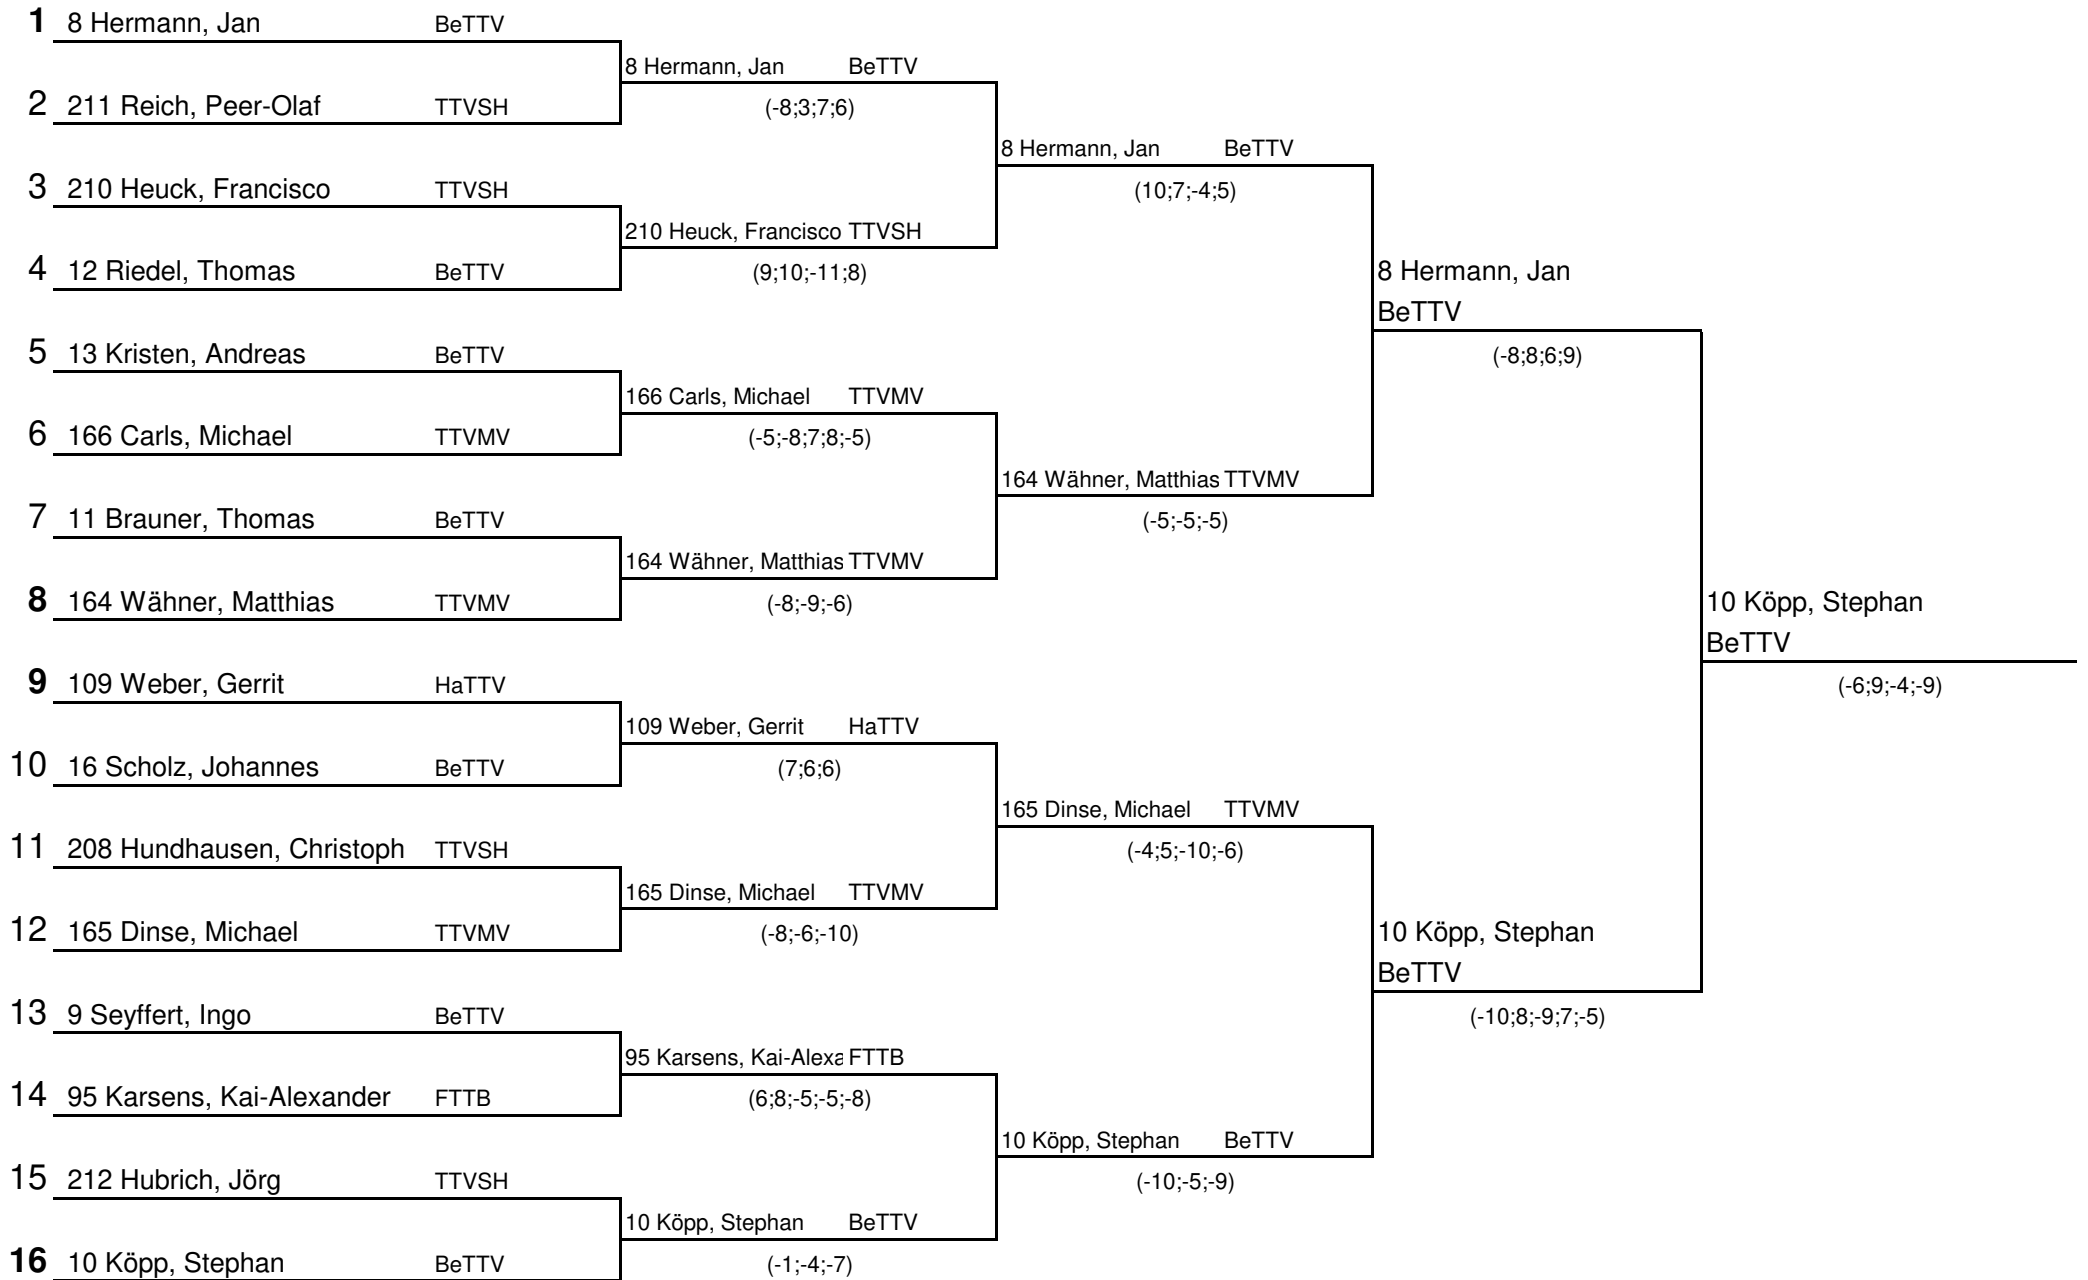 1 8 Hermann, Jan BeTTV
8 Hermann, Jan BeTTV
2 211 Reich, Peer-Olaf TTVSH
(-8;3;7;6)
8 Hermann, Jan BeTTV
3 210 Heuck, Francisco TTVSH
(10;7;-4;5)
210 Heuck, Francisco TTVSH
4 12 Riedel, Thomas BeTTV
(9;10;-11;8)
8 Hermann, Jan
BeTTV
5 13 Kristen, Andreas BeTTV
(-8;8;6;9)
166 Carls, Michael TTVMV
6 166 Carls, Michael TTVMV
(-5;-8;7;8;-5)
164 Wähner, Matthias TTVMV
7 11 Brauner, Thomas BeTTV
(-5;-5;-5)
164 Wähner, Matthias TTVMV
8 164 Wähner, Matthias TTVMV
(-8;-9;-6)
10 Köpp, Stephan
BeTTV
9 109 Weber, Gerrit HaTTV
(-6;9;-4;-9)
109 Weber, Gerrit HaTTV
10 16 Scholz, Johannes BeTTV
(7;6;6)
165 Dinse, Michael TTVMV
11 208 Hundhausen, Christoph TTVSH
(-4;5;-10;-6)
165 Dinse, Michael TTVMV
12 165 Dinse, Michael TTVMV
(-8;-6;-10)
10 Köpp, Stephan
BeTTV
13 9 Seyffert, Ingo BeTTV
(-10;8;-9;7;-5)
95 Karsens, Kai-Alexa FTTB
14 95 Karsens, Kai-Alexander FTTB
(6;8;-5;-5;-8)
10 Köpp, Stephan BeTTV
15 212 Hubrich, Jörg TTVSH
(-10;-5;-9)
10 Köpp, Stephan BeTTV
16 10 Köpp, Stephan BeTTV
(-1;-4;-7)